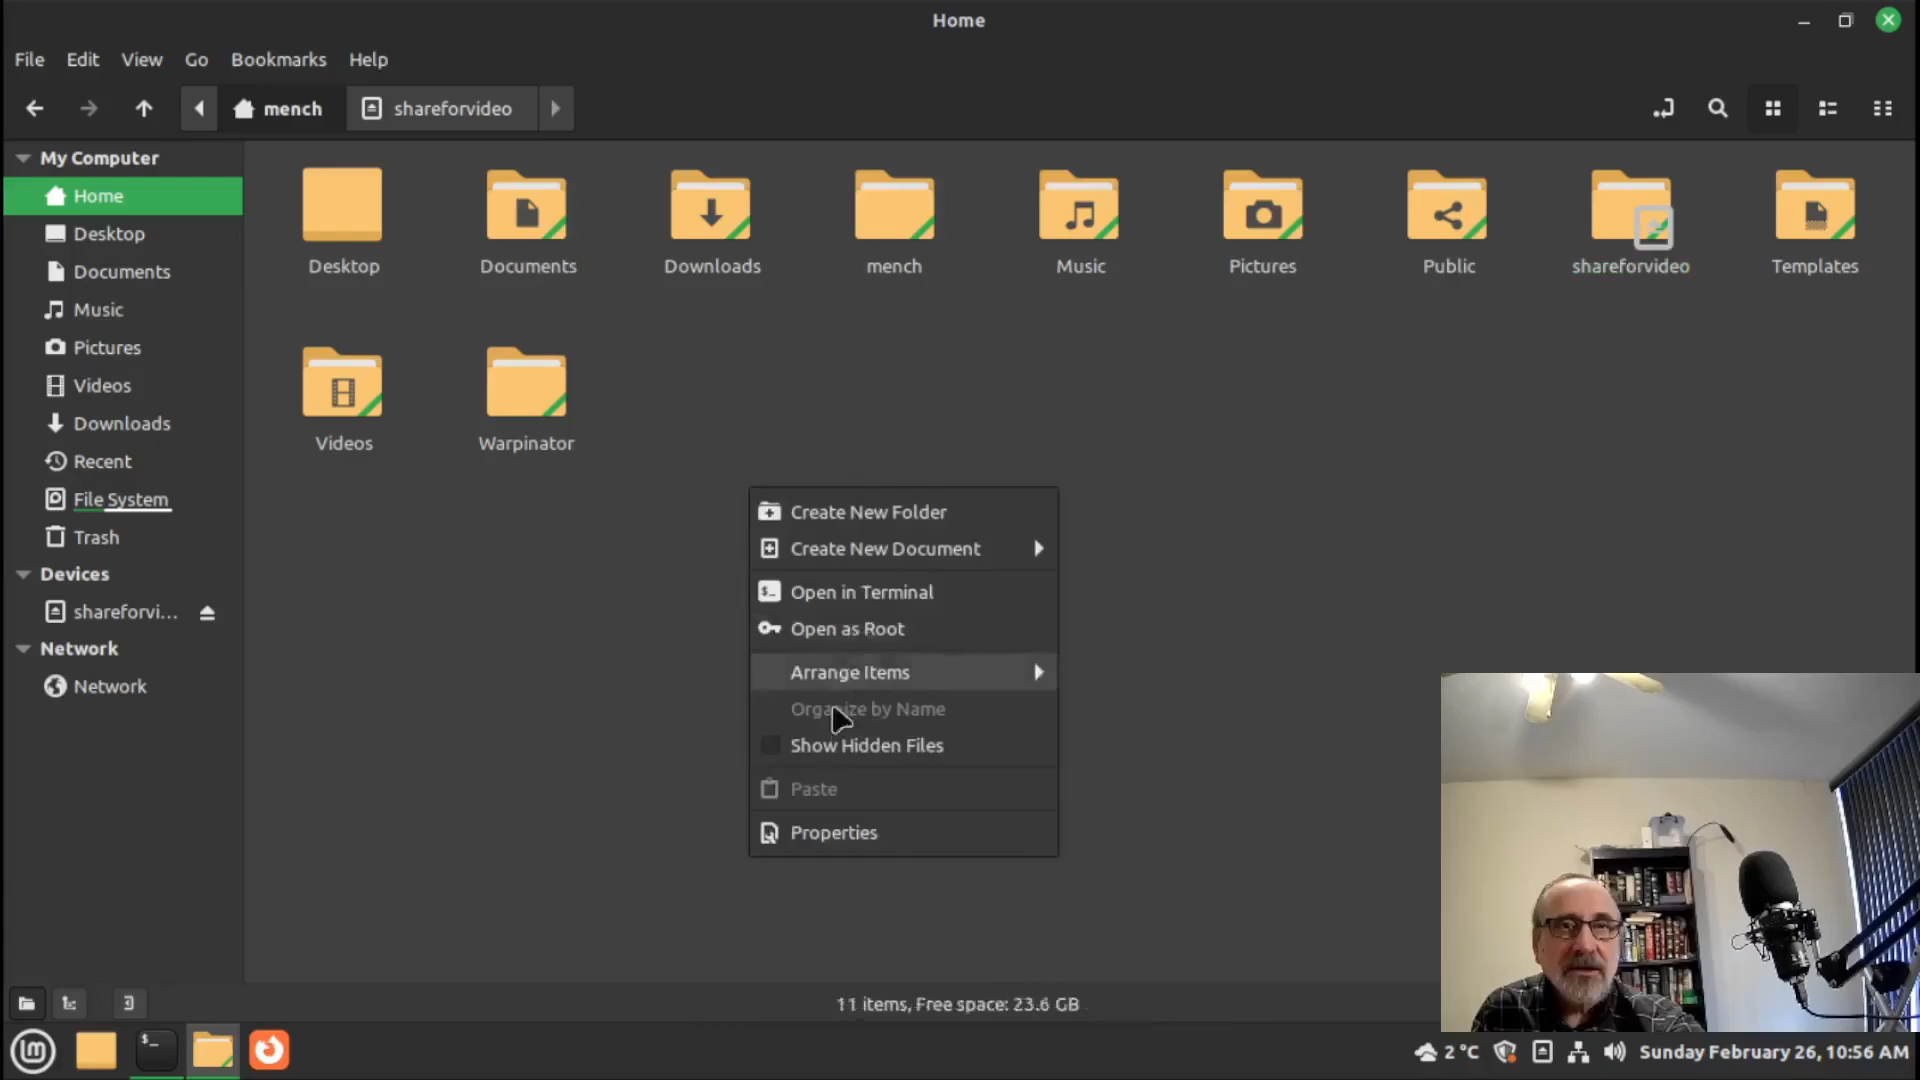 Home
File Edit View Go Bookmarks Help
mench shareforvideo
My Computer
Home
Desktop
Documents
Music
Pictures
Videos
Downloads
Recent
File System
Trash
Devices
shareforvi...
Network
Network
Desktop Documents Downloads mench Music Pictures Public shareforvideo Templates
Videos Warpinator
Create New Folder
Create New Document
Open in Terminal
Open as Root
Arrange Items
Organize by Name
Show Hidden Files
Paste
Properties
11 items, Free space: 23.6 GB
2 °C Sunday February 26, 10:56 AM